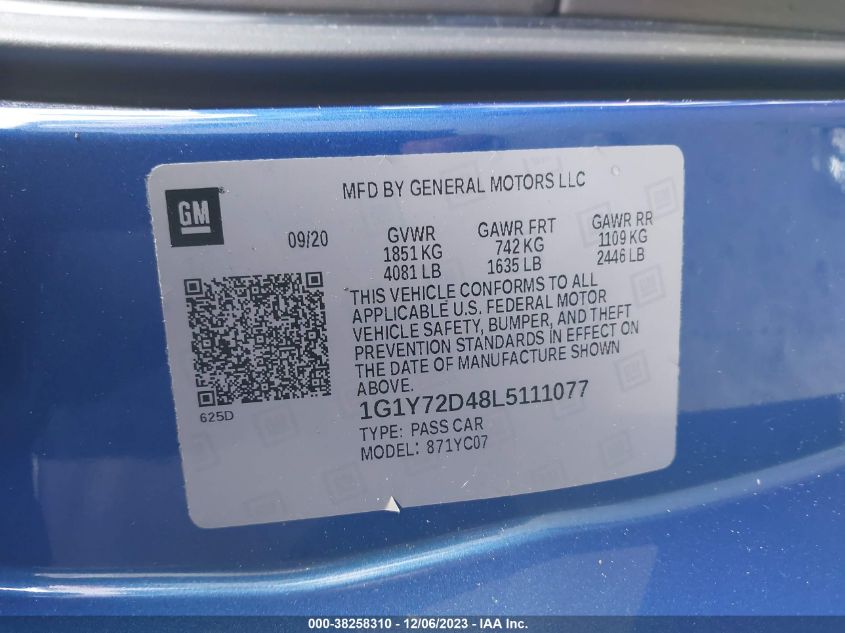 MFD BY GENERAL MOTORS LLC
GM
09/20
GVWR
1851 KG
4081 LB
GAWR FRT
742 KG
1635 LB
GAWR RR
1109 KG
2446 LB
THIS VEHICLE CONFORMS TO ALL
APPLICABLE U.S. FEDERAL MOTOR
VEHICLE SAFETY, BUMPER, AND THEFT
PREVENTION STANDARDS IN EFFECT ON
THE DATE OF MANUFACTURE SHOWN
ABOVE.
625D
1G1Y72D48L5111077
TYPE: PASS CAR
MODEL: 871YC07
000-38258310 - 12/06/2023 - IAAI.com.